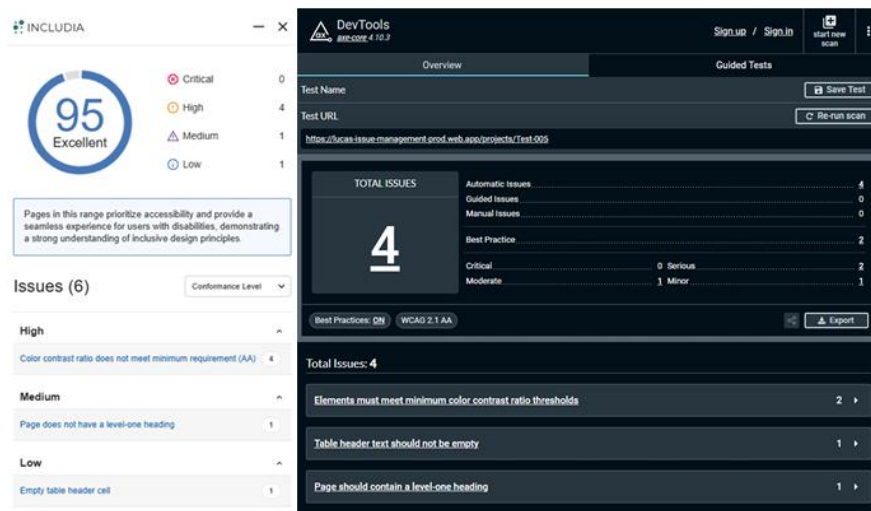 INCLUDIA
95
Excellent
Critical 0
High 4
Medium 1
Low 1
Pages in this range prioritize accessibility and provide a
seamless experience for users with disabilities, demonstrating
a strong understanding of inclusive design principles.
Issues (6)
Conformance Level
High
Color contrast ratio does not meet minimum requirement (AA) 4
Medium
Page does not have a level-one heading 1
Low
Empty table header cell 1
ax
DevTools
axe-core 4.10.3
Sign up / Sign in
start new
scan
Overview
Guided Tests
Test Name
Save Test
Test URL
Re-run scan
https://lucas-issue-management-prod.web.app/projects/Test-005
TOTAL ISSUES
4
Automatic Issues 4
Guided Issues 0
Manual Issues 0
Best Practice 2
Critical 0 Serious 2
Moderate 1 Minor 1
Best Practices: ON
WCAG 2.1 AA
Export
Total Issues: 4
Elements must meet minimum color contrast ratio thresholds 2
Table header text should not be empty 1
Page should contain a level-one heading 1